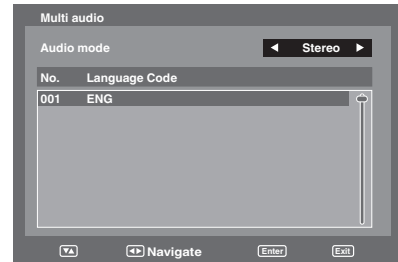 Multi audio
Audio mode ◀ Stereo ▶
No. Language Code
001 ENG
▼▲ ◀▶ Navigate Enter Exit